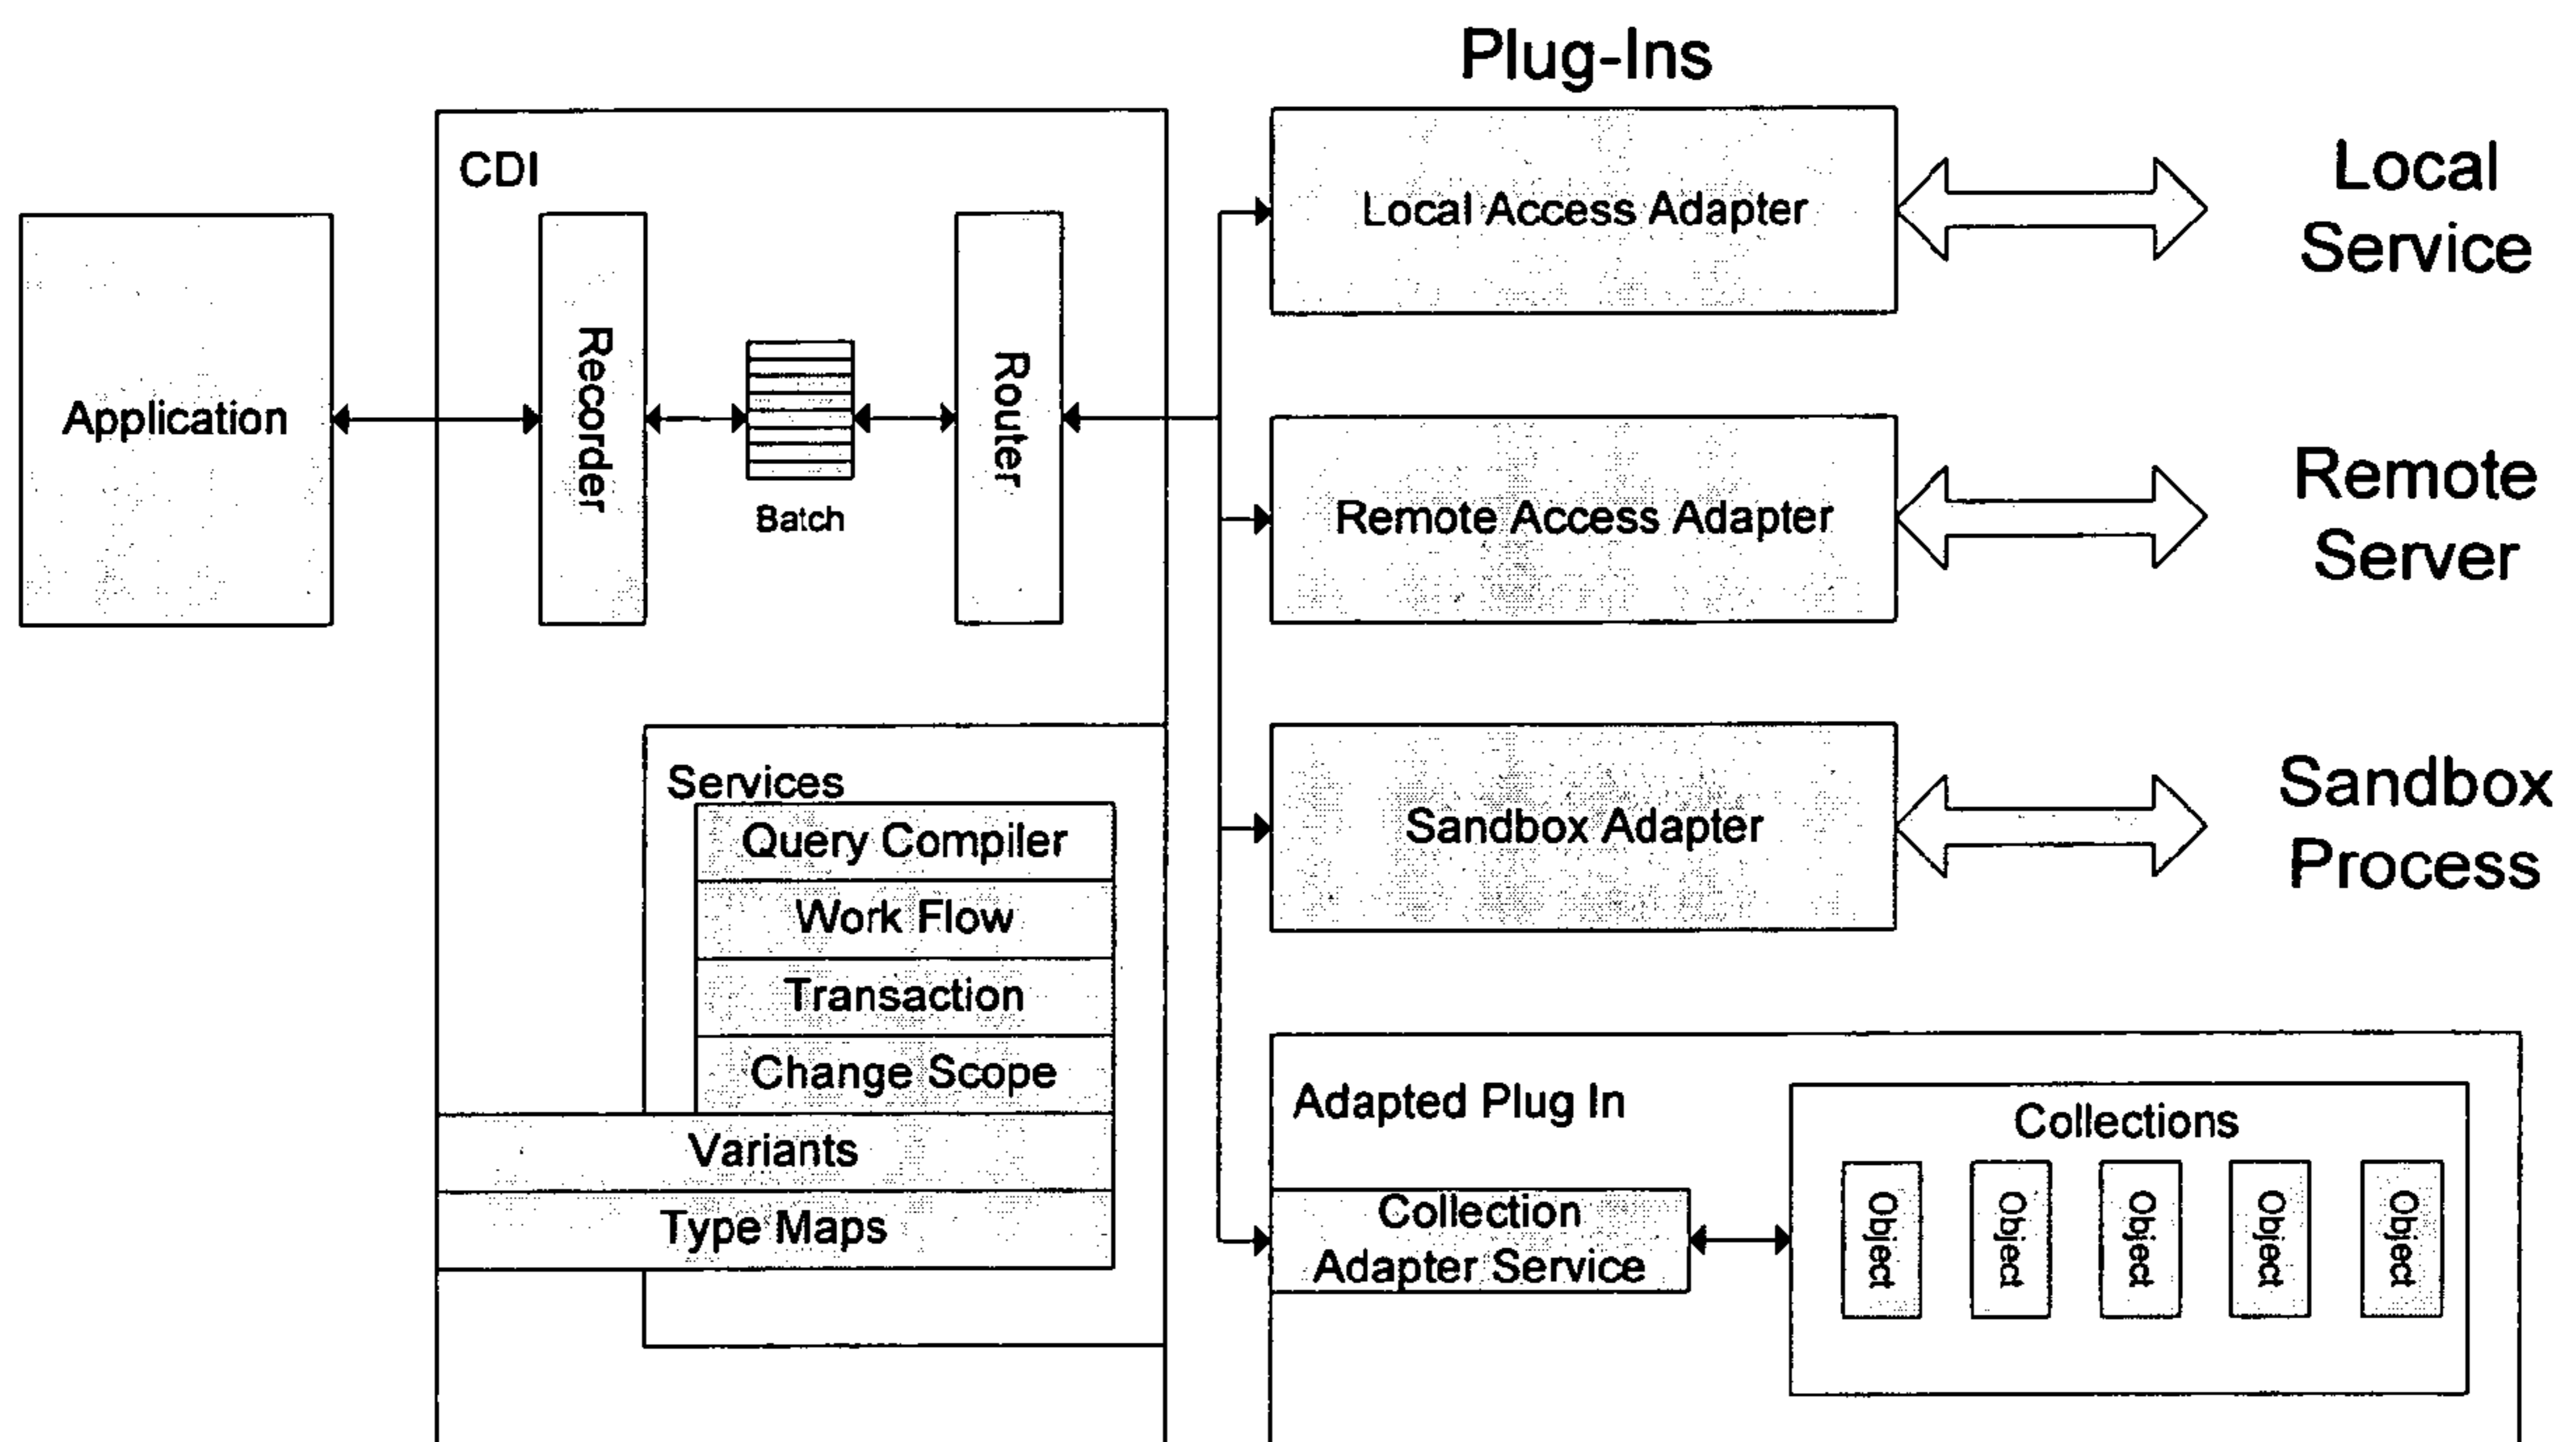 Plug-Ins
CDI
Application
Recorder
Batch
Router
Local Access Adapter
Local
Service
Remote Access Adapter
Remote
Server
Sandbox Adapter
Sandbox
Process
Services
Query Compiler
Work Flow
Transaction
Change Scope
Variants
Type Maps
Adapted Plug In
Collection
Adapter Service
Collections
Object
Object
Object
Object
Object